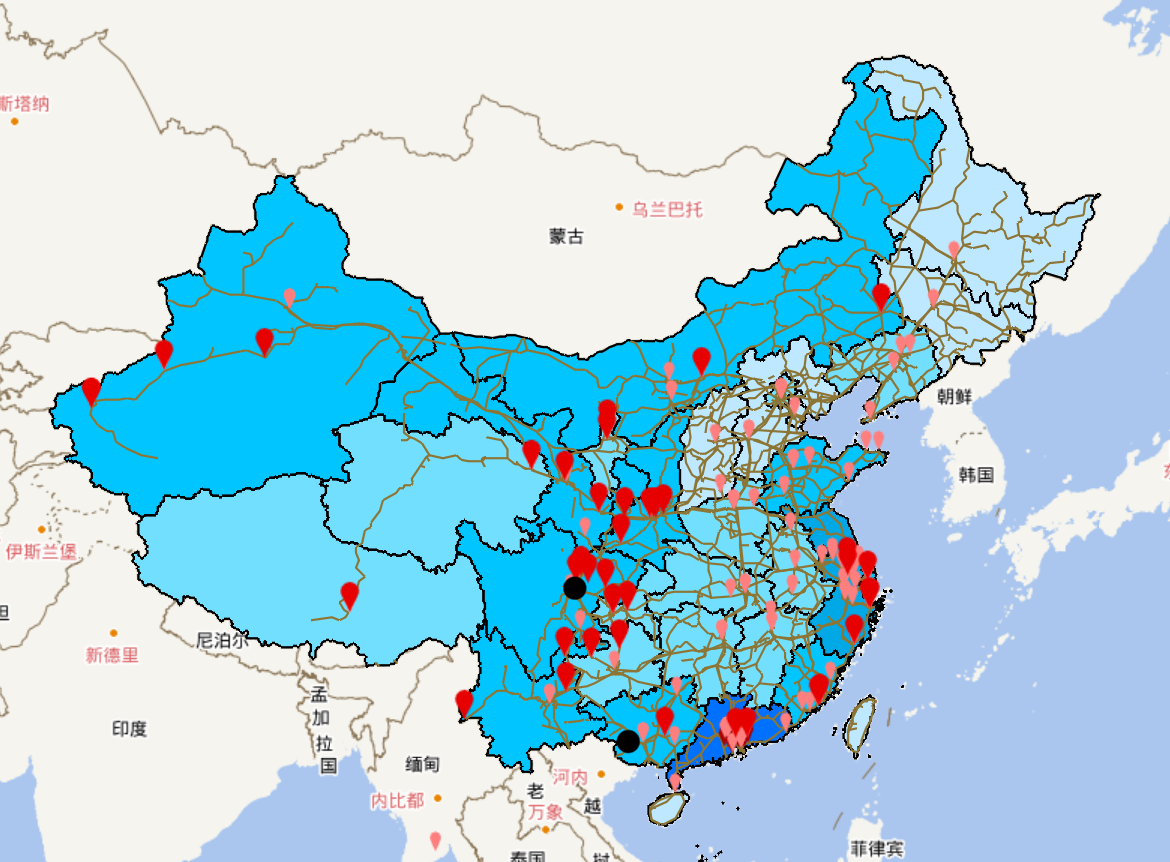 斯塔纳
乌兰巴托
蒙古
朝鲜
韩国
伊斯兰堡
尼泊尔
新德里
孟
加
拉
国
印度
缅甸
河内
内比都
老
越
万象
泰国
菲律宾